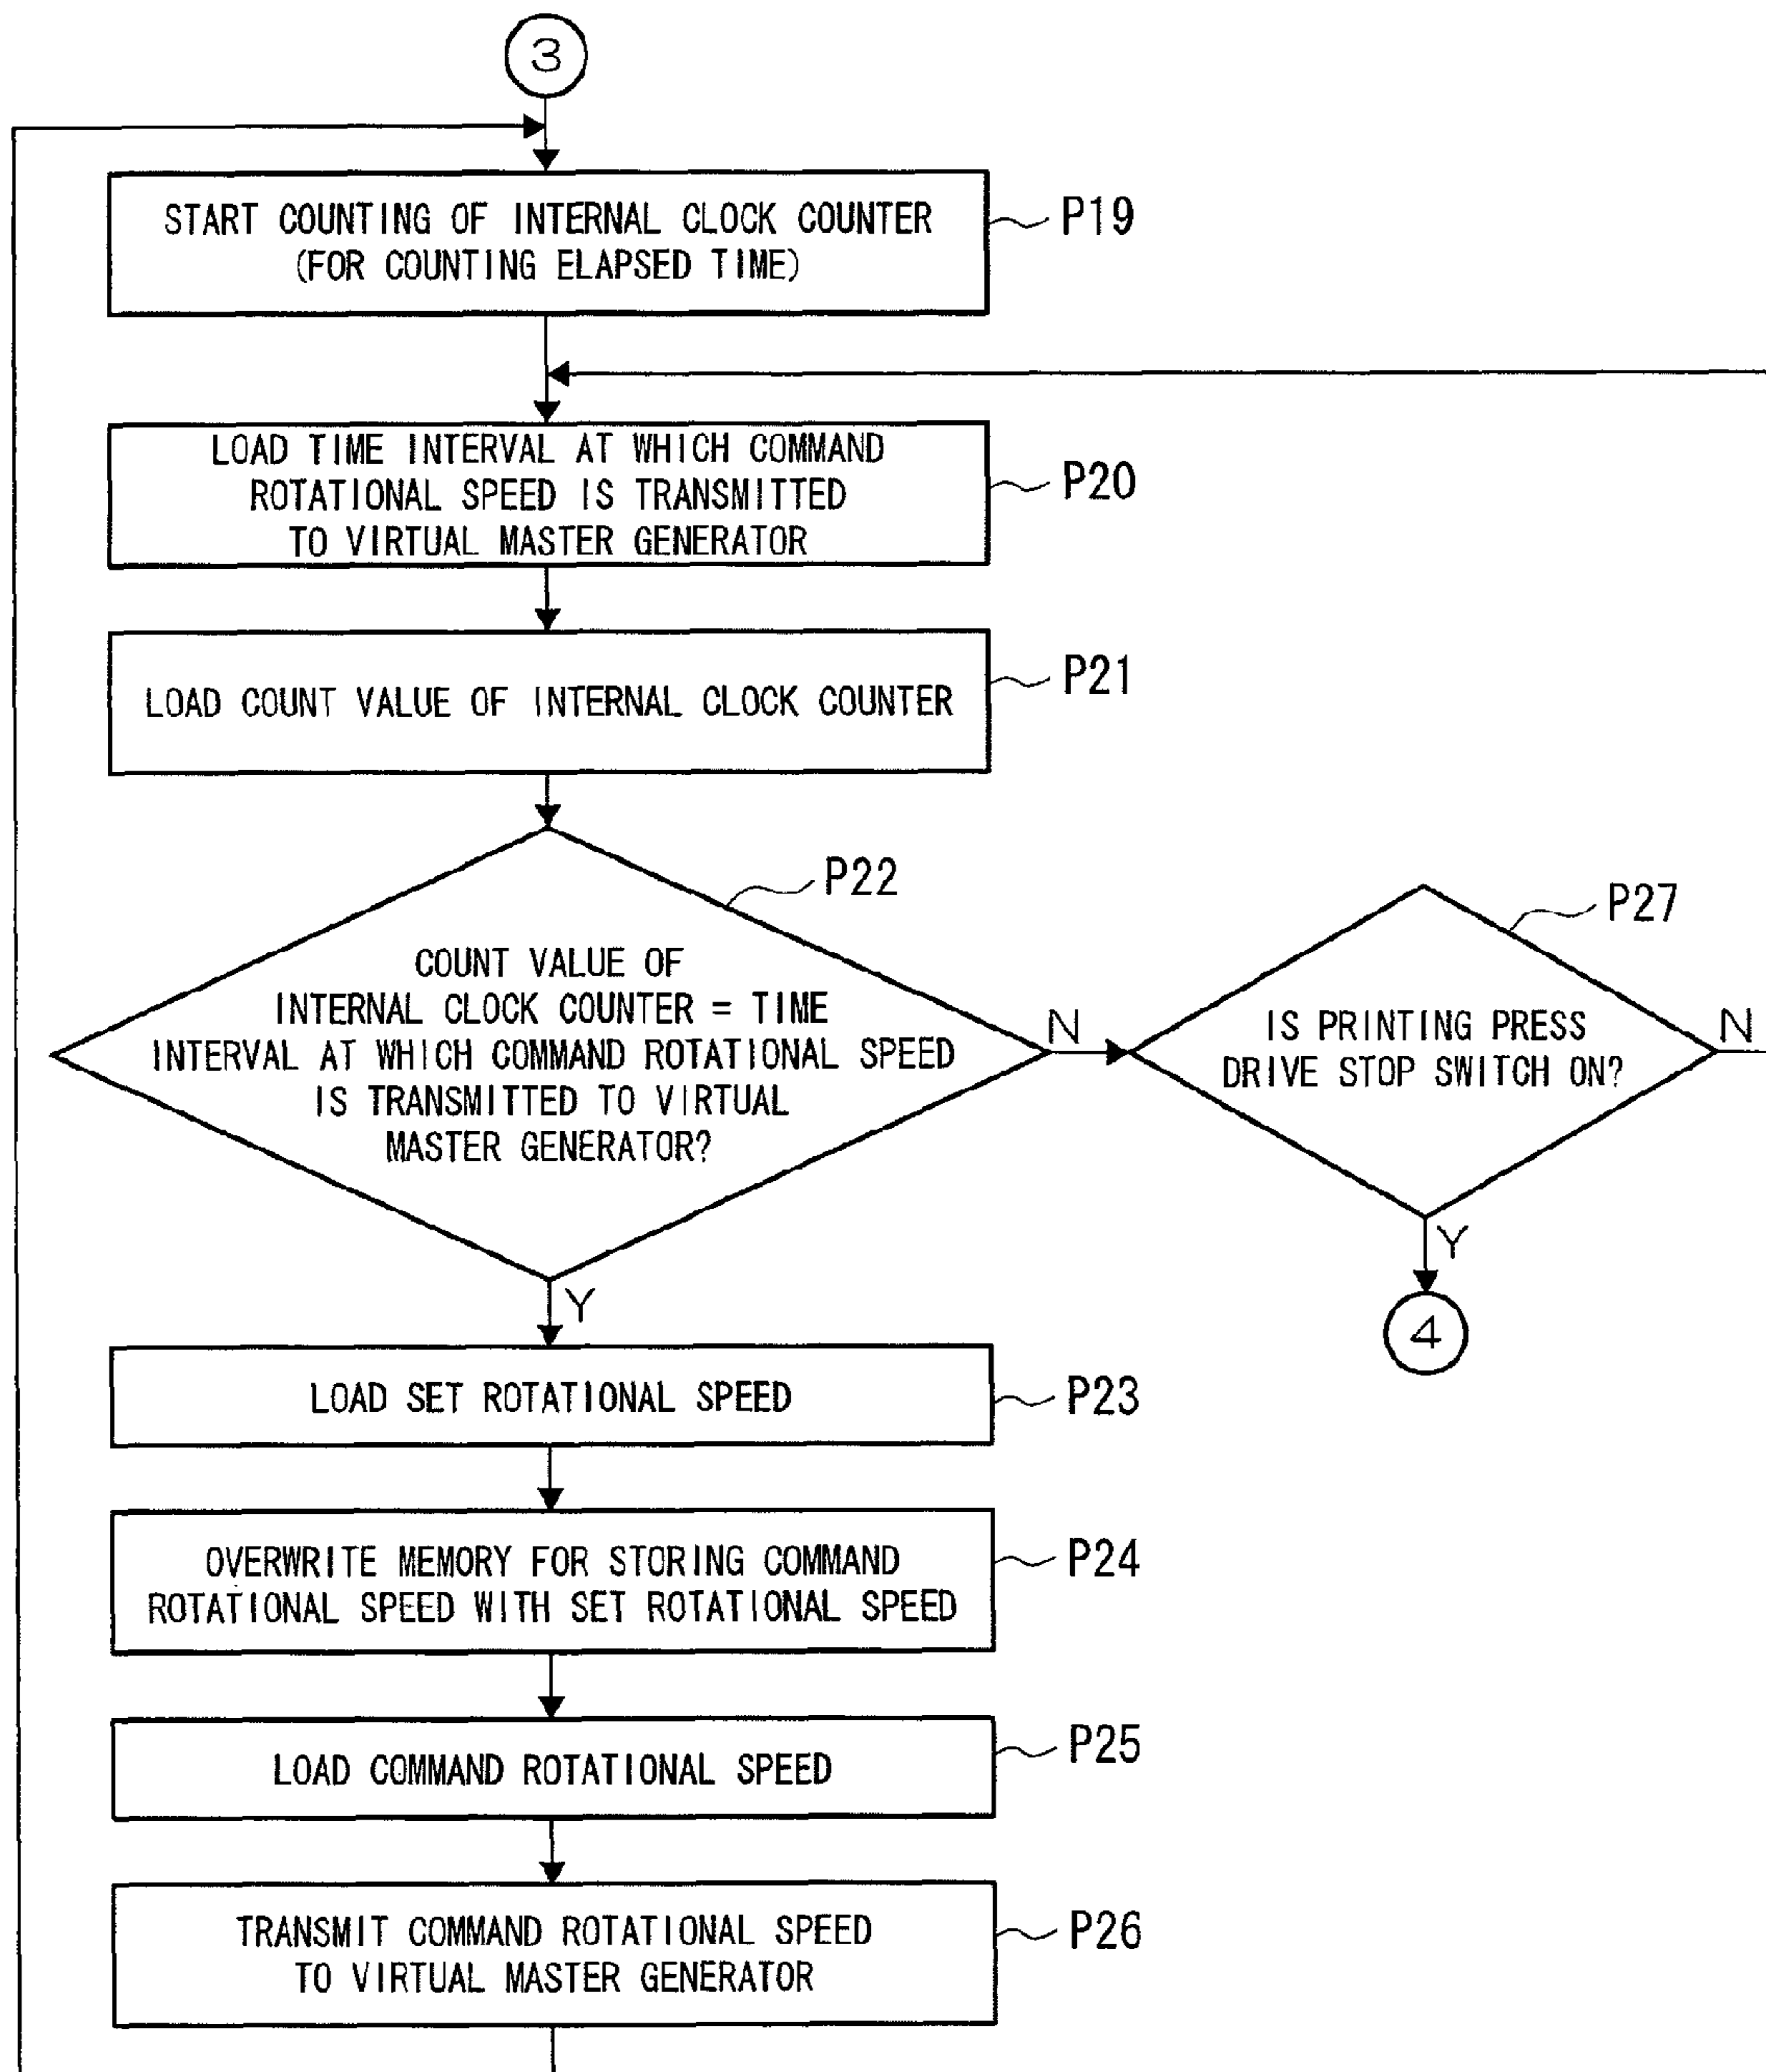 3
START COUNTING OF INTERNAL CLOCK COUNTER
(FOR COUNTING ELAPSED TIME)
P19
LOAD TIME INTERVAL AT WHICH COMMAND
ROTATIONAL SPEED IS TRANSMITTED
TO VIRTUAL MASTER GENERATOR
P20
LOAD COUNT VALUE OF INTERNAL CLOCK COUNTER
P21
P22
COUNT VALUE OF
INTERNAL CLOCK COUNTER = TIME
INTERVAL AT WHICH COMMAND ROTATIONAL SPEED
IS TRANSMITTED TO VIRTUAL
MASTER GENERATOR?
N
Y
P27
IS PRINTING PRESS
DRIVE STOP SWITCH ON?
N
Y
4
LOAD SET ROTATIONAL SPEED
P23
OVERWRITE MEMORY FOR STORING COMMAND
ROTATIONAL SPEED WITH SET ROTATIONAL SPEED
P24
LOAD COMMAND ROTATIONAL SPEED
P25
TRANSMIT COMMAND ROTATIONAL SPEED
TO VIRTUAL MASTER GENERATOR
P26